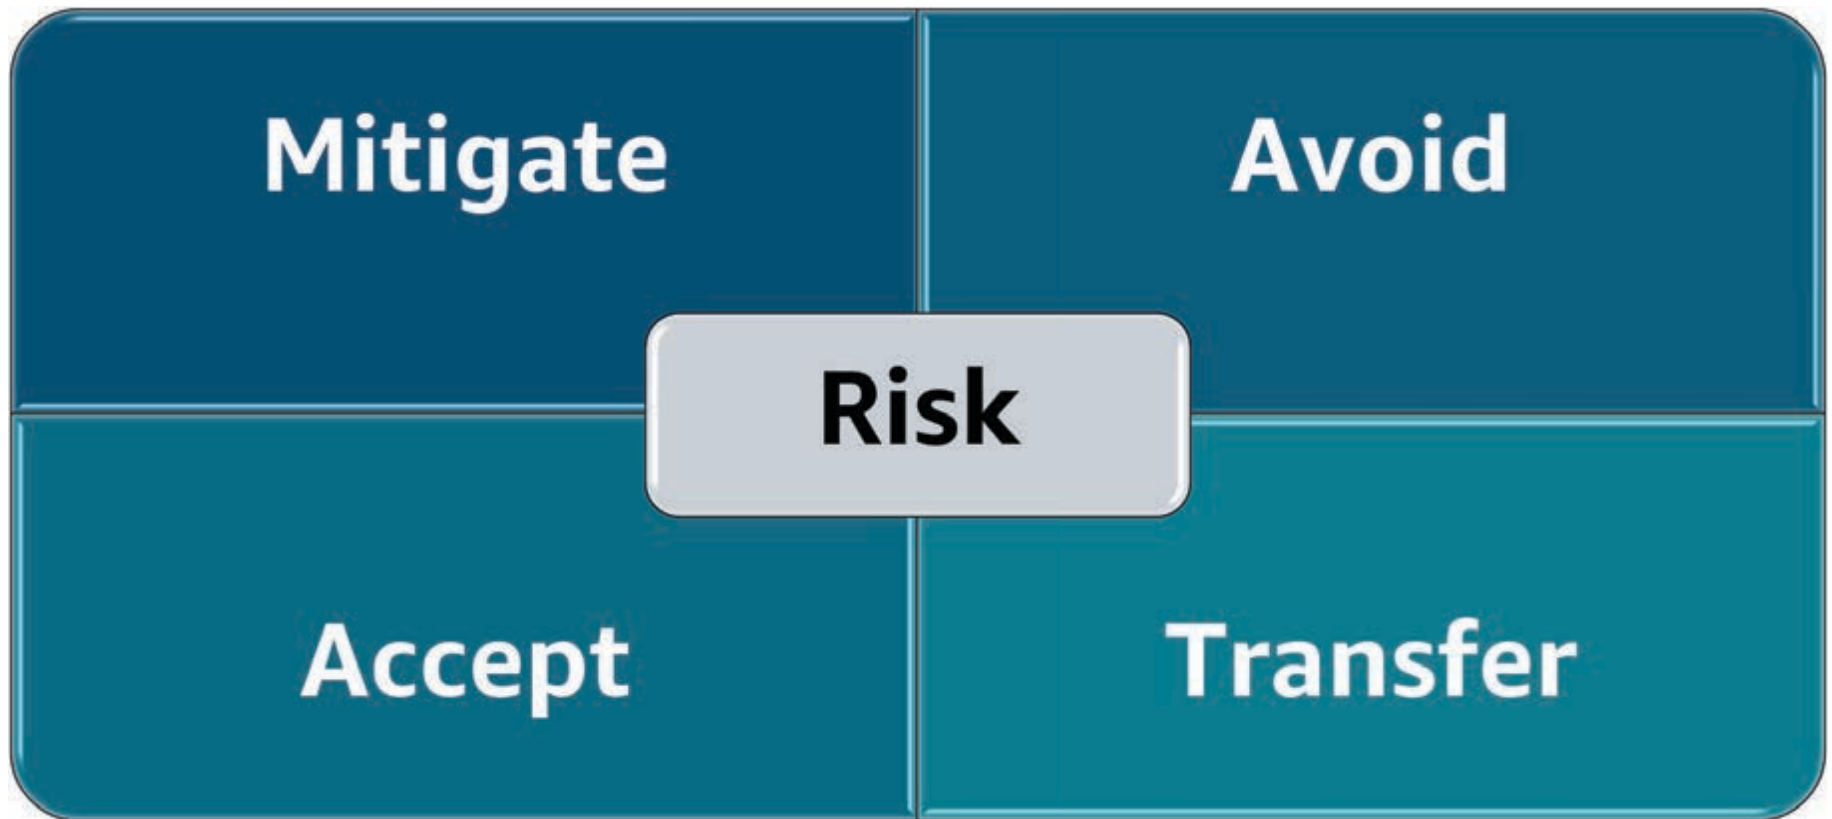 Mitigate
Avoid
Risk
Accept
Transfer